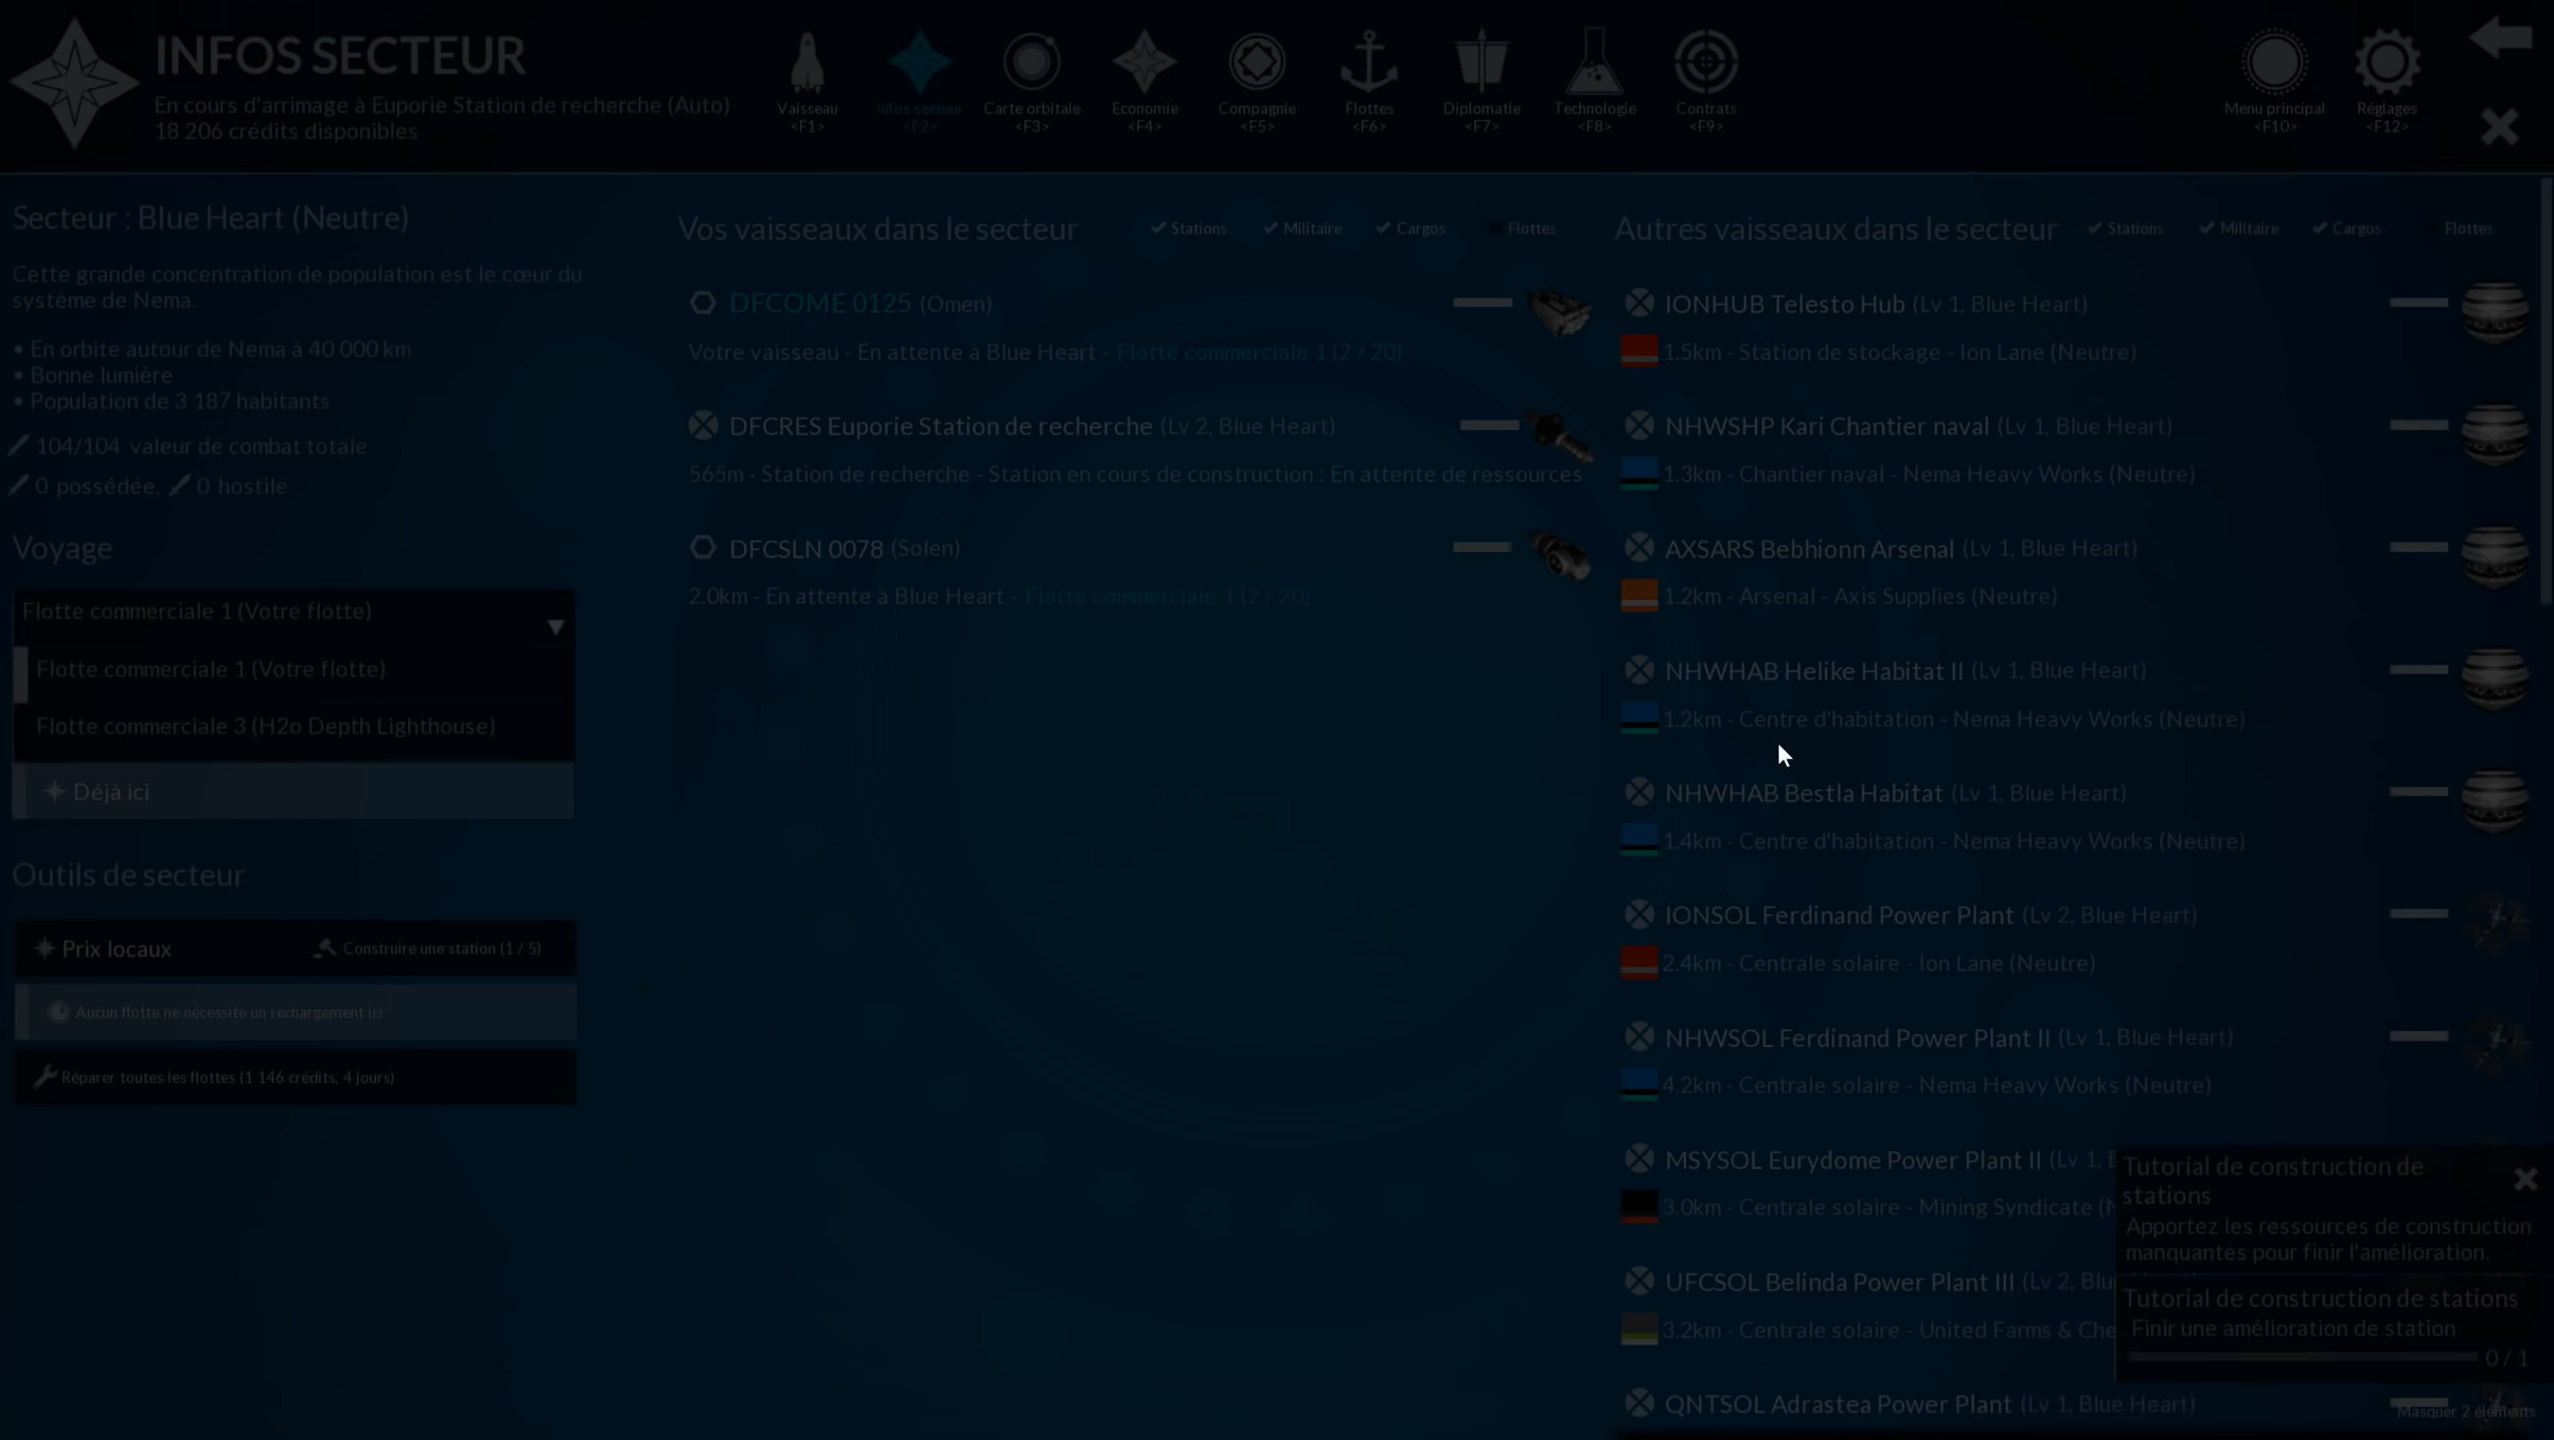 INFOS SECTEUR
En cours d'arrimage à Euporie Station de recherche (Auto)
18 206 crédits disponibles
Vaisseau
<F1>
Infos secteur
<F2>
Carte orbitale
<F3>
Economie
<F4>
Compagnie
<F5>
Flottes
<F6>
Diplomatie
<F7>
Technologie
<F8>
Contrats
<F9>
Menu principal
<F10>
Réglages
<F12>
Secteur : Blue Heart (Neutre)
Cette grande concentration de population est le cœur du
système de Nema.
• En orbite autour de Nema à 40 000 km
• Bonne lumière
• Population de 3 187 habitants
104/104 valeur de combat totale
0 possédée, 0 hostile
Voyage
Flotte commerciale 1 (Votre flotte)
Flotte commerciale 1 (Votre flotte)
Flotte commerciale 3 (H2o Depth Lighthouse)
Déjà ici
Outils de secteur
Prix locaux
Construire une station (1 / 5)
Aucun flotte ne nécessite un rechargement ici
Réparer toutes les flottes (1 146 crédits, 4 jours)
Vos vaisseaux dans le secteur
Stations
Militaire
Cargos
Flottes
DFCOME 0125 (Omen)
Votre vaisseau - En attente à Blue Heart - Flotte commerciale 1 (2 / 20)
DFCRES Euporie Station de recherche (Lv 2, Blue Heart)
565m - Station de recherche - Station en cours de construction : En attente de ressources
DFCSLN 0078 (Solen)
2.0km - En attente à Blue Heart - Flotte commerciale 1 (2 / 20)
Autres vaisseaux dans le secteur
Stations
Militaire
Cargos
Flottes
IONHUB Telesto Hub (Lv 1, Blue Heart)
1.5km - Station de stockage - Ion Lane (Neutre)
NHWSHP Kari Chantier naval (Lv 1, Blue Heart)
1.3km - Chantier naval - Nema Heavy Works (Neutre)
AXSARS Bebhionn Arsenal (Lv 1, Blue Heart)
1.2km - Arsenal - Axis Supplies (Neutre)
NHWHAB Helike Habitat II (Lv 1, Blue Heart)
1.2km - Centre d'habitation - Nema Heavy Works (Neutre)
NHWHAB Bestla Habitat (Lv 1, Blue Heart)
1.4km - Centre d'habitation - Nema Heavy Works (Neutre)
IONSOL Ferdinand Power Plant (Lv 2, Blue Heart)
2.4km - Centrale solaire - Ion Lane (Neutre)
NHWSOL Ferdinand Power Plant II (Lv 1, Blue Heart)
4.2km - Centrale solaire - Nema Heavy Works (Neutre)
MSYSOL Eurydome Power Plant II (Lv 1, B
3.0km - Centrale solaire - Mining Syndicate (N
UFCSOL Belinda Power Plant III (Lv 2, Blu
3.2km - Centrale solaire - United Farms & Che
QNTSOL Adrastea Power Plant (Lv 1, Blue Heart)
Tutorial de construction de
stations
Apportez les ressources de construction
manquantes pour finir l'amélioration.
Tutorial de construction de stations
Finir une amélioration de station
0 / 1
Masquer 2 éléments